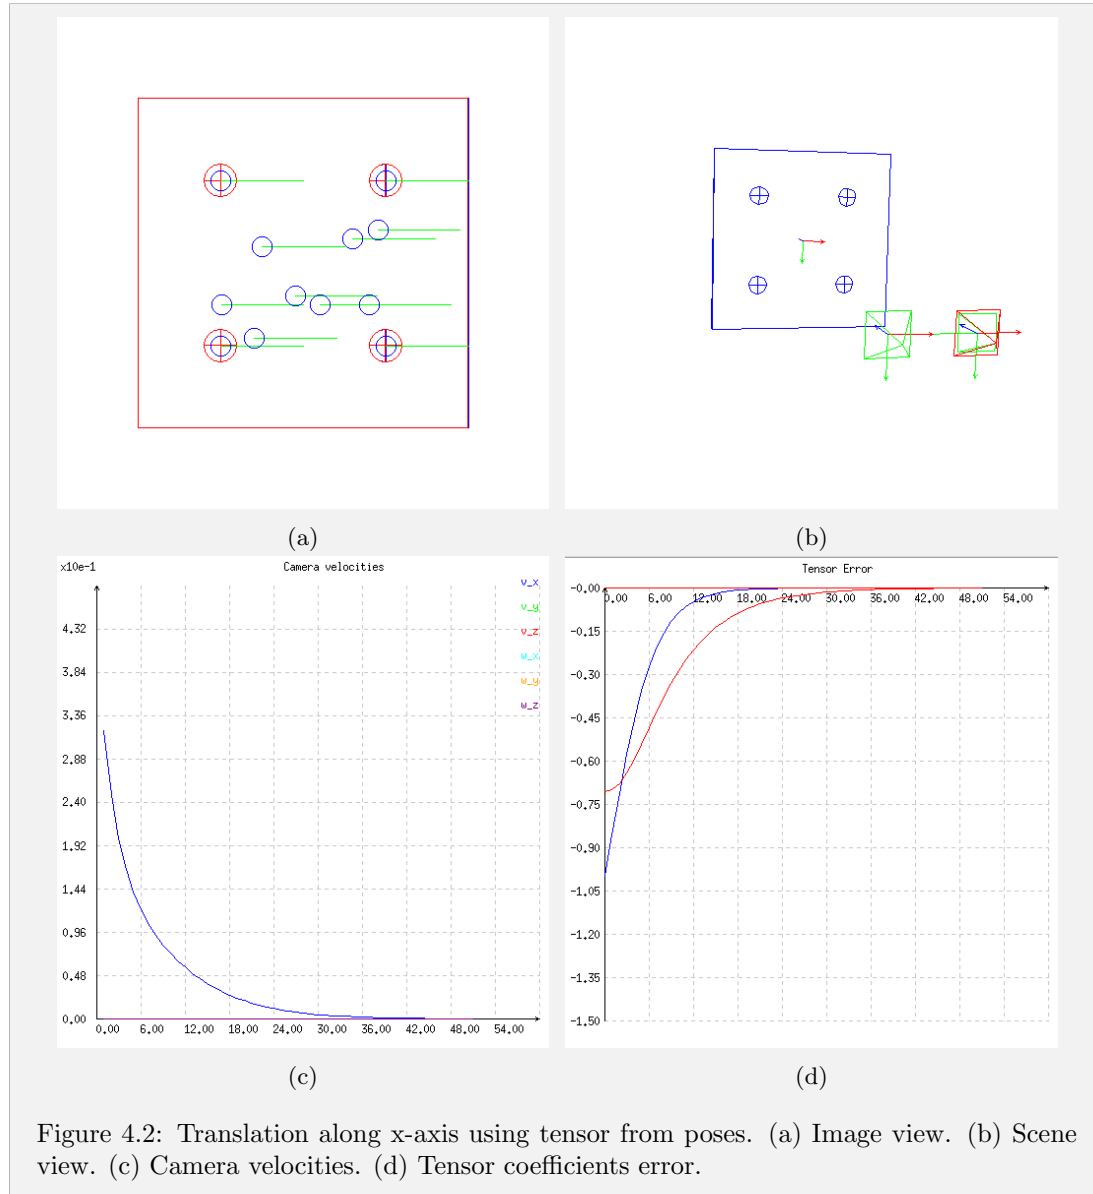 (a)
(b)
x10e-1
Camera velocities
v_x
v_y
v_z
w_x
w_y
w_z
4.32
3.84
3.36
2.88
2.40
1.92
1.44
0.96
0.48
0.00
0.00 6.00 12.00 18.00 24.00 30.00 36.00 42.00 48.00 54.00
(c)
Tensor Error
-0.00
0.00 6.00 12.00 18.00 24.00 30.00 36.00 42.00 48.00 54.00
-0.15
-0.30
-0.45
-0.60
-0.75
-0.90
-1.05
-1.20
-1.35
-1.50
(d)
Figure 4.2: Translation along x-axis using tensor from poses. (a) Image view. (b) Scene
view. (c) Camera velocities. (d) Tensor coefficients error.